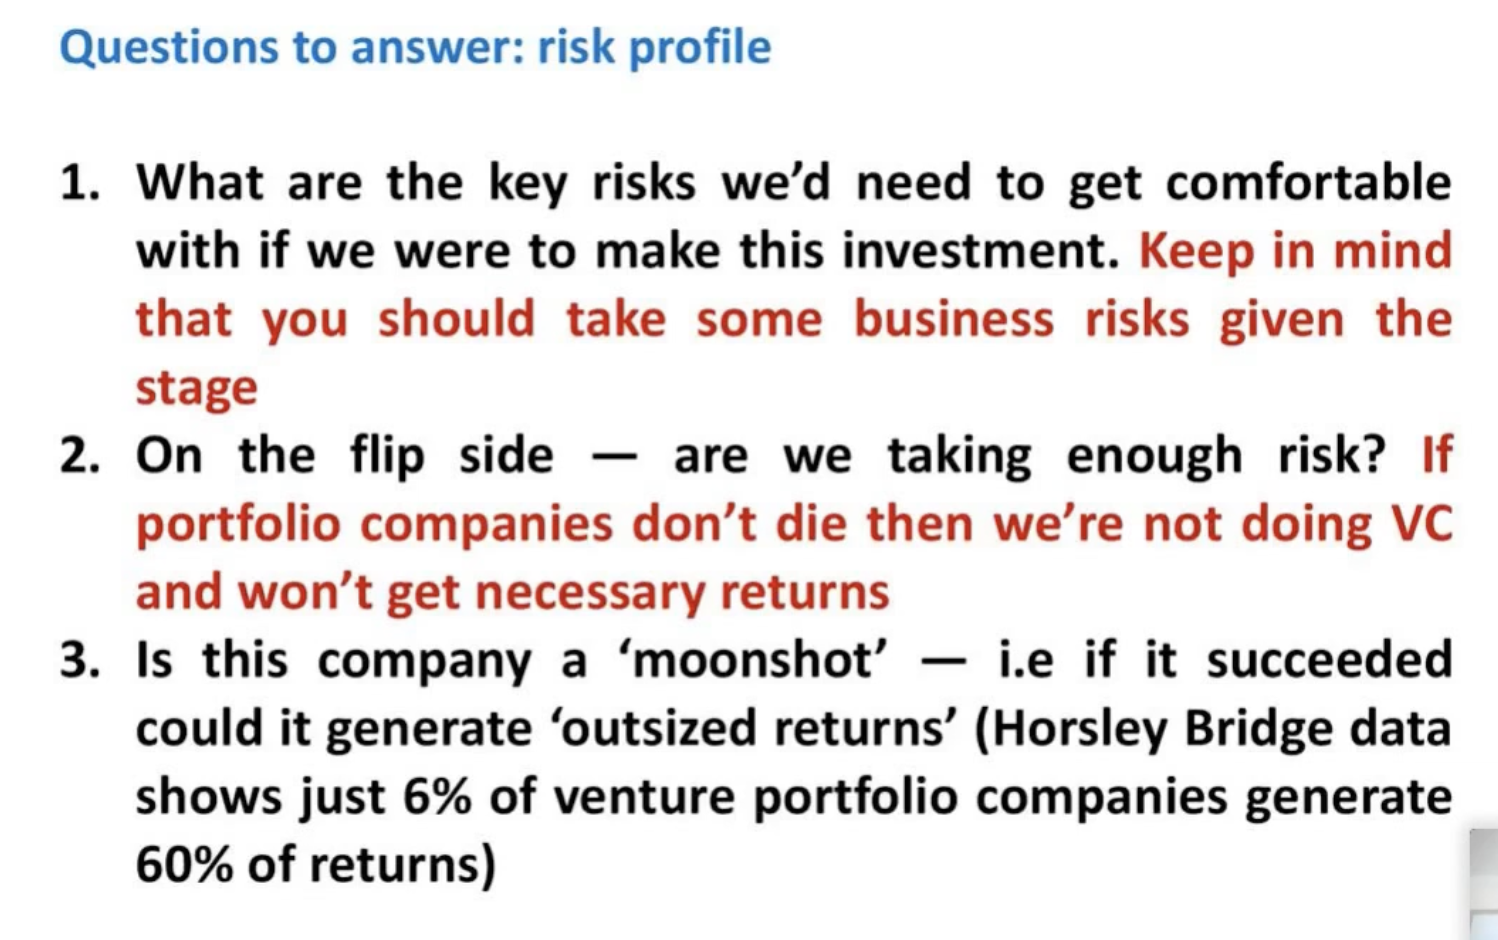 Questions to answer: risk profile
1. What are the key risks we’d need to get comfortable
with if we were to make this investment. Keep in mind
that you should take some business risks given the
stage
2. On the flip side — are we taking enough risk? If
portfolio companies don’t die then we’re not doing VC
and won’t get necessary returns
3. Is this company a ‘moonshot’ — i.e if it succeeded
could it generate ‘outsized returns’ (Horsley Bridge data
shows just 6% of venture portfolio companies generate
60% of returns)